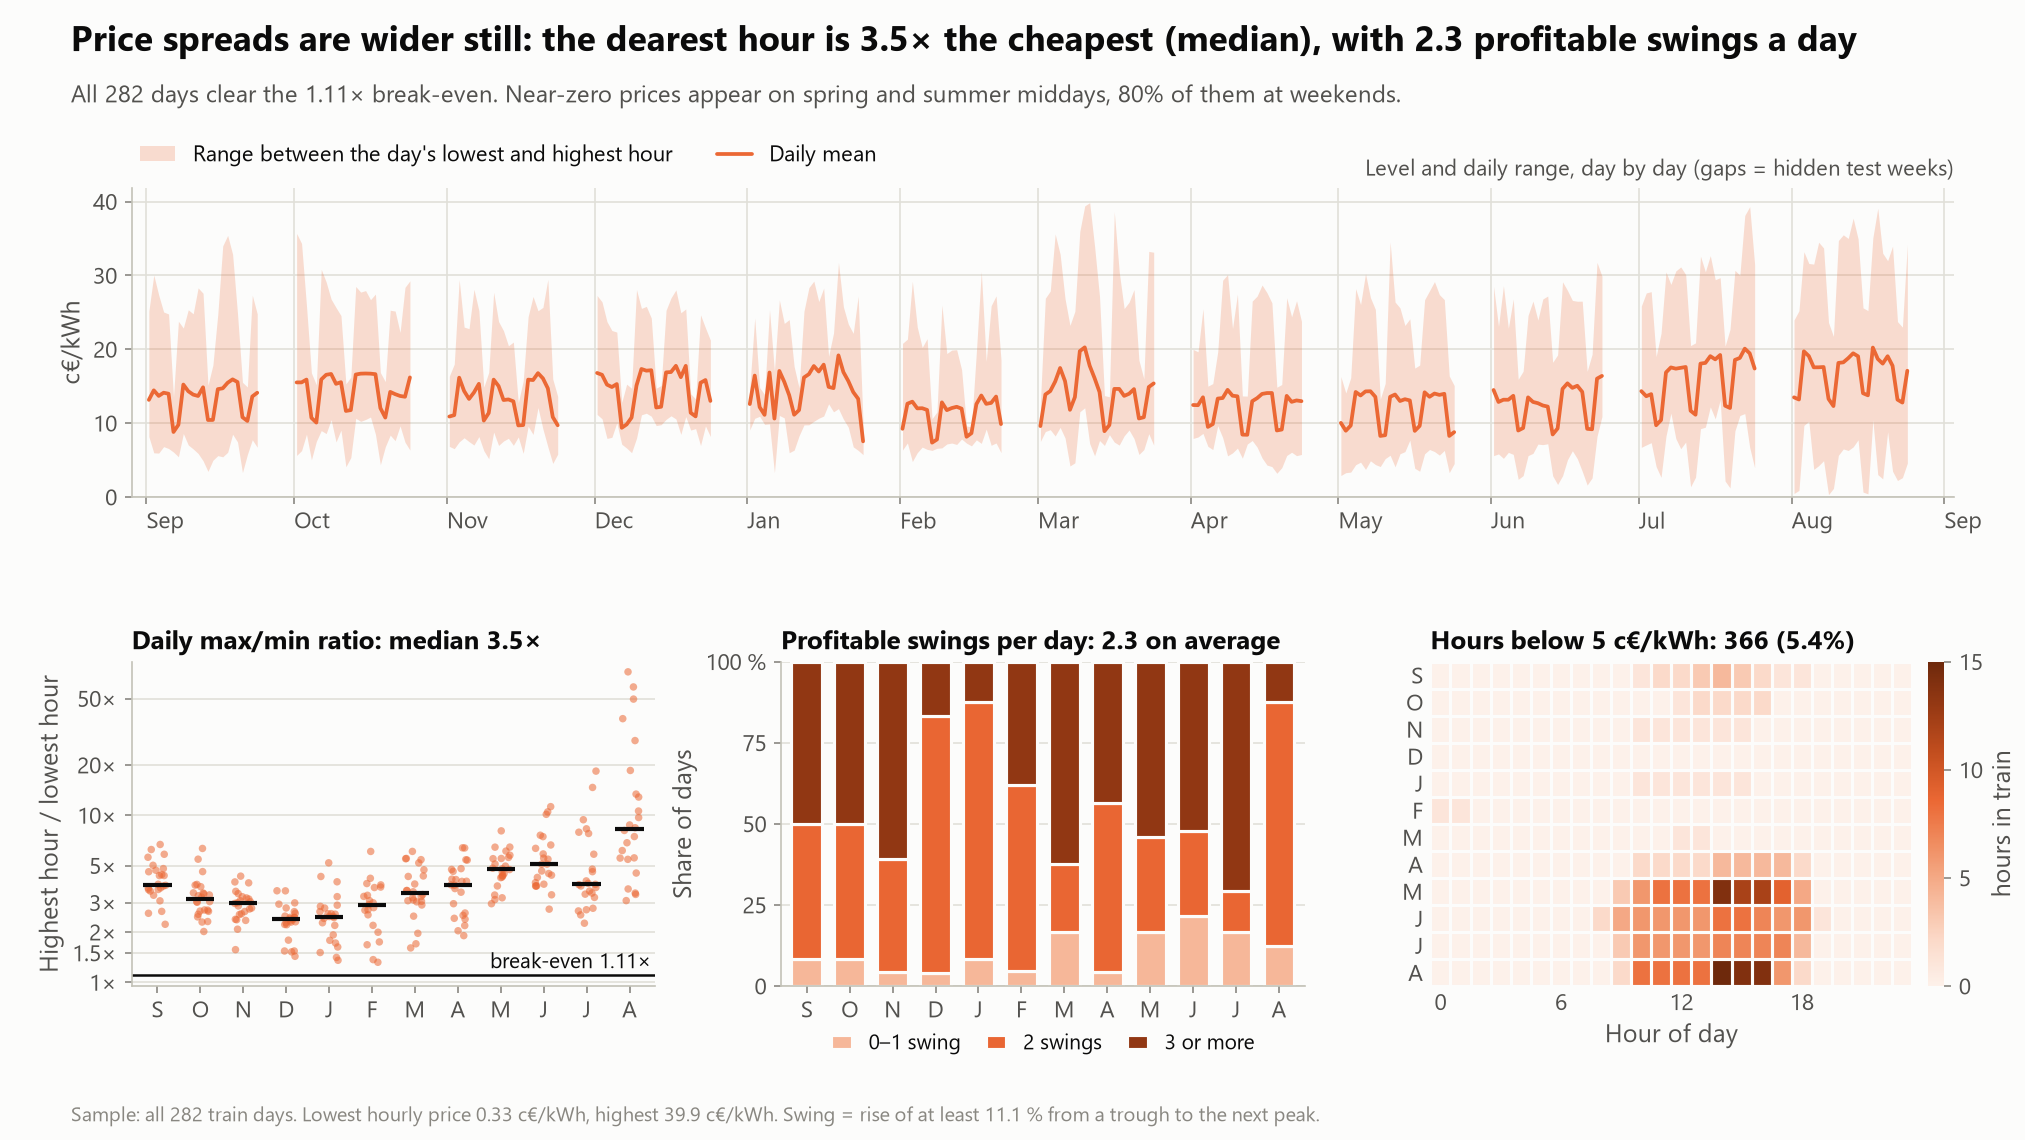 Price spreads are wider still: the dearest hour is 3.5× the cheapest (median), with 2.3 profitable swings a day
All 282 days clear the 1.11× break-even. Near-zero prices appear on spring and summer middays, 80% of them at weekends.
Range between the day's lowest and highest hour
Daily mean
Level and daily range, day by day (gaps = hidden test weeks)
c€/kWh
40
30
20
10
0
Sep Oct Nov Dec Jan Feb Mar Apr May Jun Jul Aug Sep
Daily max/min ratio: median 3.5×
Highest hour / lowest hour
50×
20×
10×
5×
3×
2×
1.5×
1×
break-even 1.11×
S O N D J F M A M J J A
Profitable swings per day: 2.3 on average
Share of days
100 %
75
50
25
0
S O N D J F M A M J J A
0–1 swing
2 swings
3 or more
Hours below 5 c€/kWh: 366 (5.4%)
S
O
N
D
J
F
M
A
M
J
J
A
0 6 12 18
Hour of day
15
10
5
0
hours in train
Sample: all 282 train days. Lowest hourly price 0.33 c€/kWh, highest 39.9 c€/kWh. Swing = rise of at least 11.1 % from a trough to the next peak.